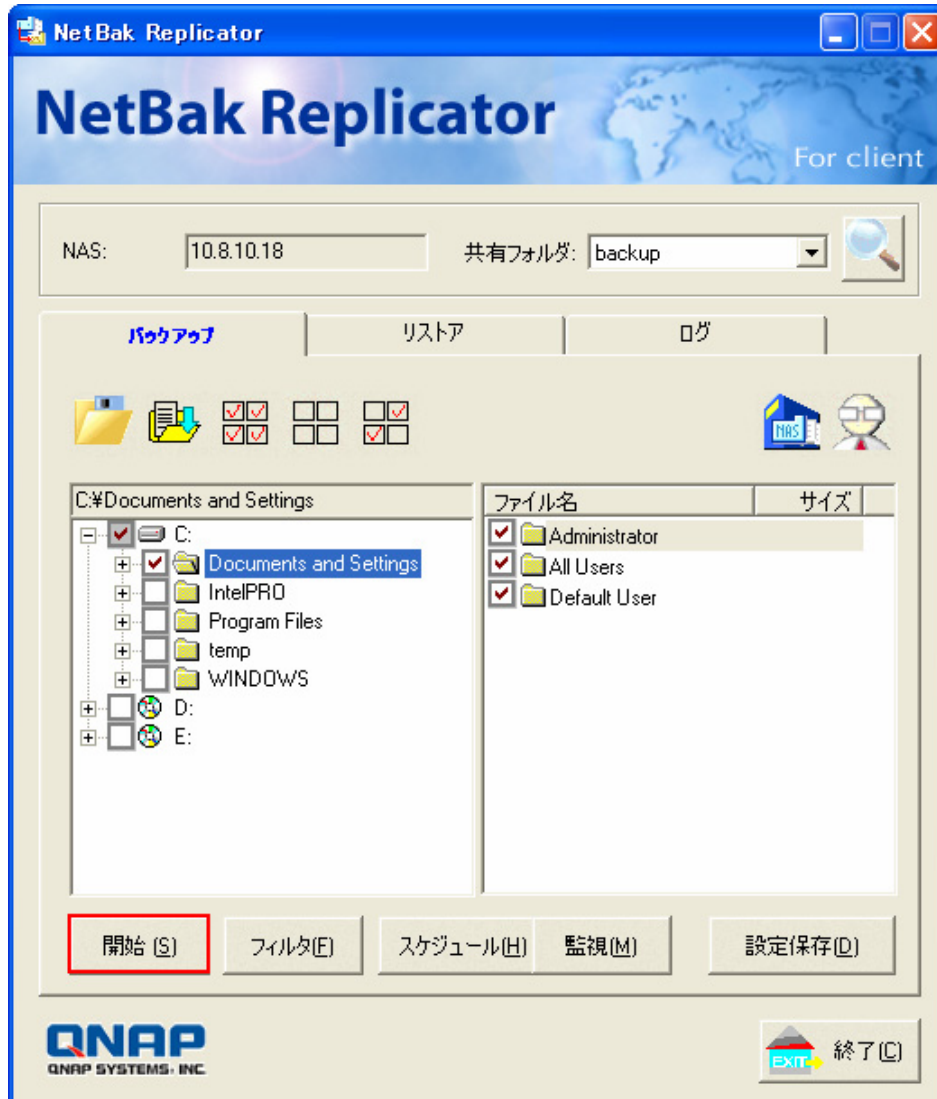 NetBak Replicator
NetBak Replicator
For client
NAS: 10.8.10.18 共有フォルダ: backup
バックアップ リストア ログ
NAS
C:¥Documents and Settings
C:
Documents and Settings
IntelPRO
Program Files
temp
WINDOWS
D:
E:
ファイル名 サイズ
Administrator
All Users
Default User
開始 (S) フィルタ(F) スケジュール(H) 監視(M) 設定保存(D)
QNAP
QNAP SYSTEMS, INC.
EXIT 終了(C)